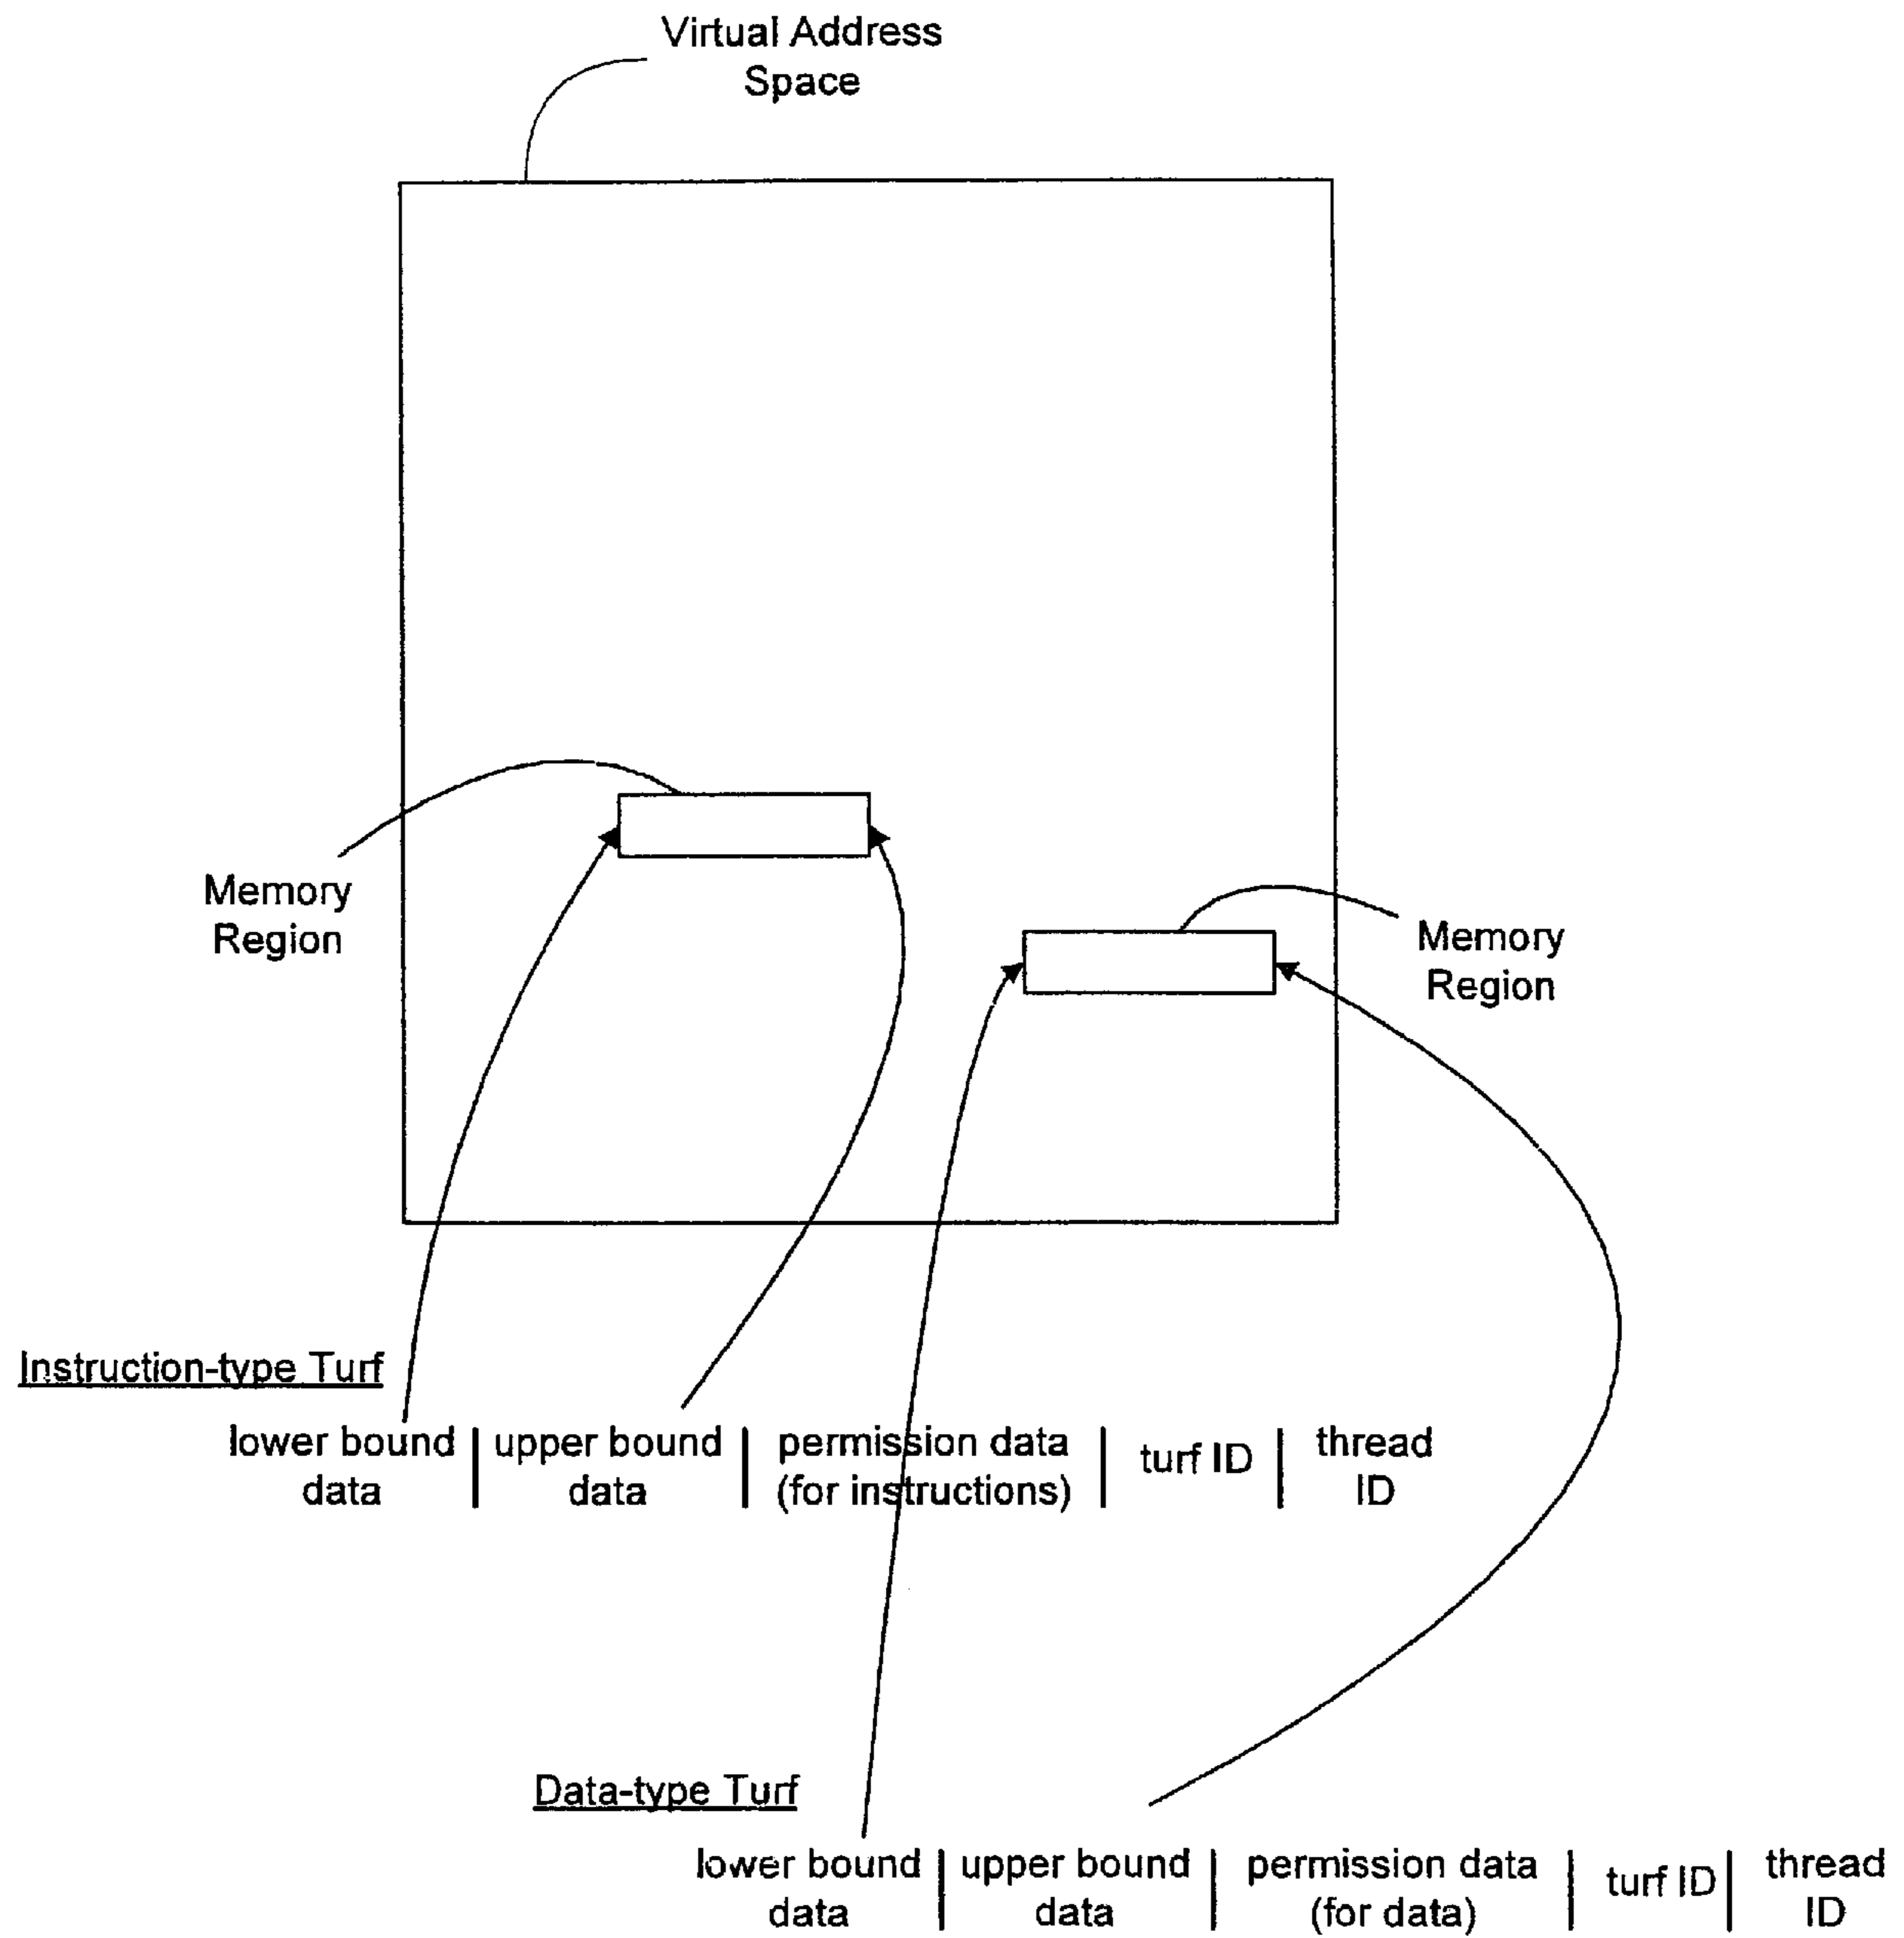 Virtual Address
Space
Memory
Region
Memory
Region
Instruction-type Turf
lower bound data | upper bound data | permission data (for instructions) | turf ID | thread ID
Data-type Turf
lower bound data | upper bound data | permission data (for data) | turf ID | thread ID